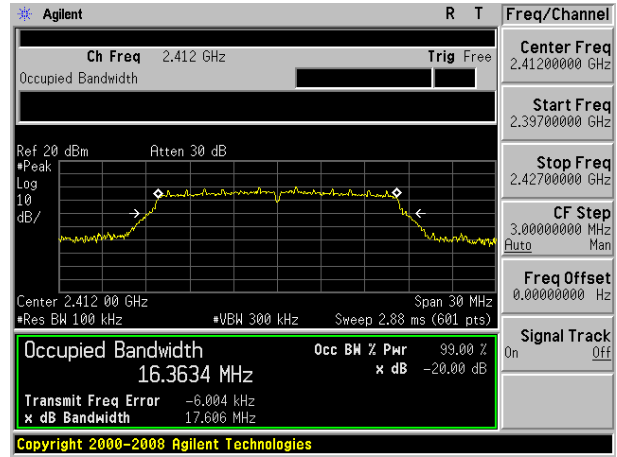 Agilent R T Freq/Channel
Ch Freq 2.412 GHz Trig Free
Occupied Bandwidth
Center Freq
2.41200000 GHz
Start Freq
2.39700000 GHz
Stop Freq
2.42700000 GHz
CF Step
3.00000000 MHz
Auto Man
Freq Offset
0.00000000 Hz
Signal Track
On Off
Ref 20 dBm Atten 30 dB
#Peak
Log
10
dB/
Center 2.412 00 GHz Span 30 MHz
#Res BW 100 kHz #VBW 300 kHz Sweep 2.88 ms (601 pts)
Occupied Bandwidth Occ BW % Pwr 99.00 %
16.3634 MHz x dB -20.00 dB
Transmit Freq Error -6.004 kHz
x dB Bandwidth 17.606 MHz
Copyright 2000-2008 Agilent Technologies